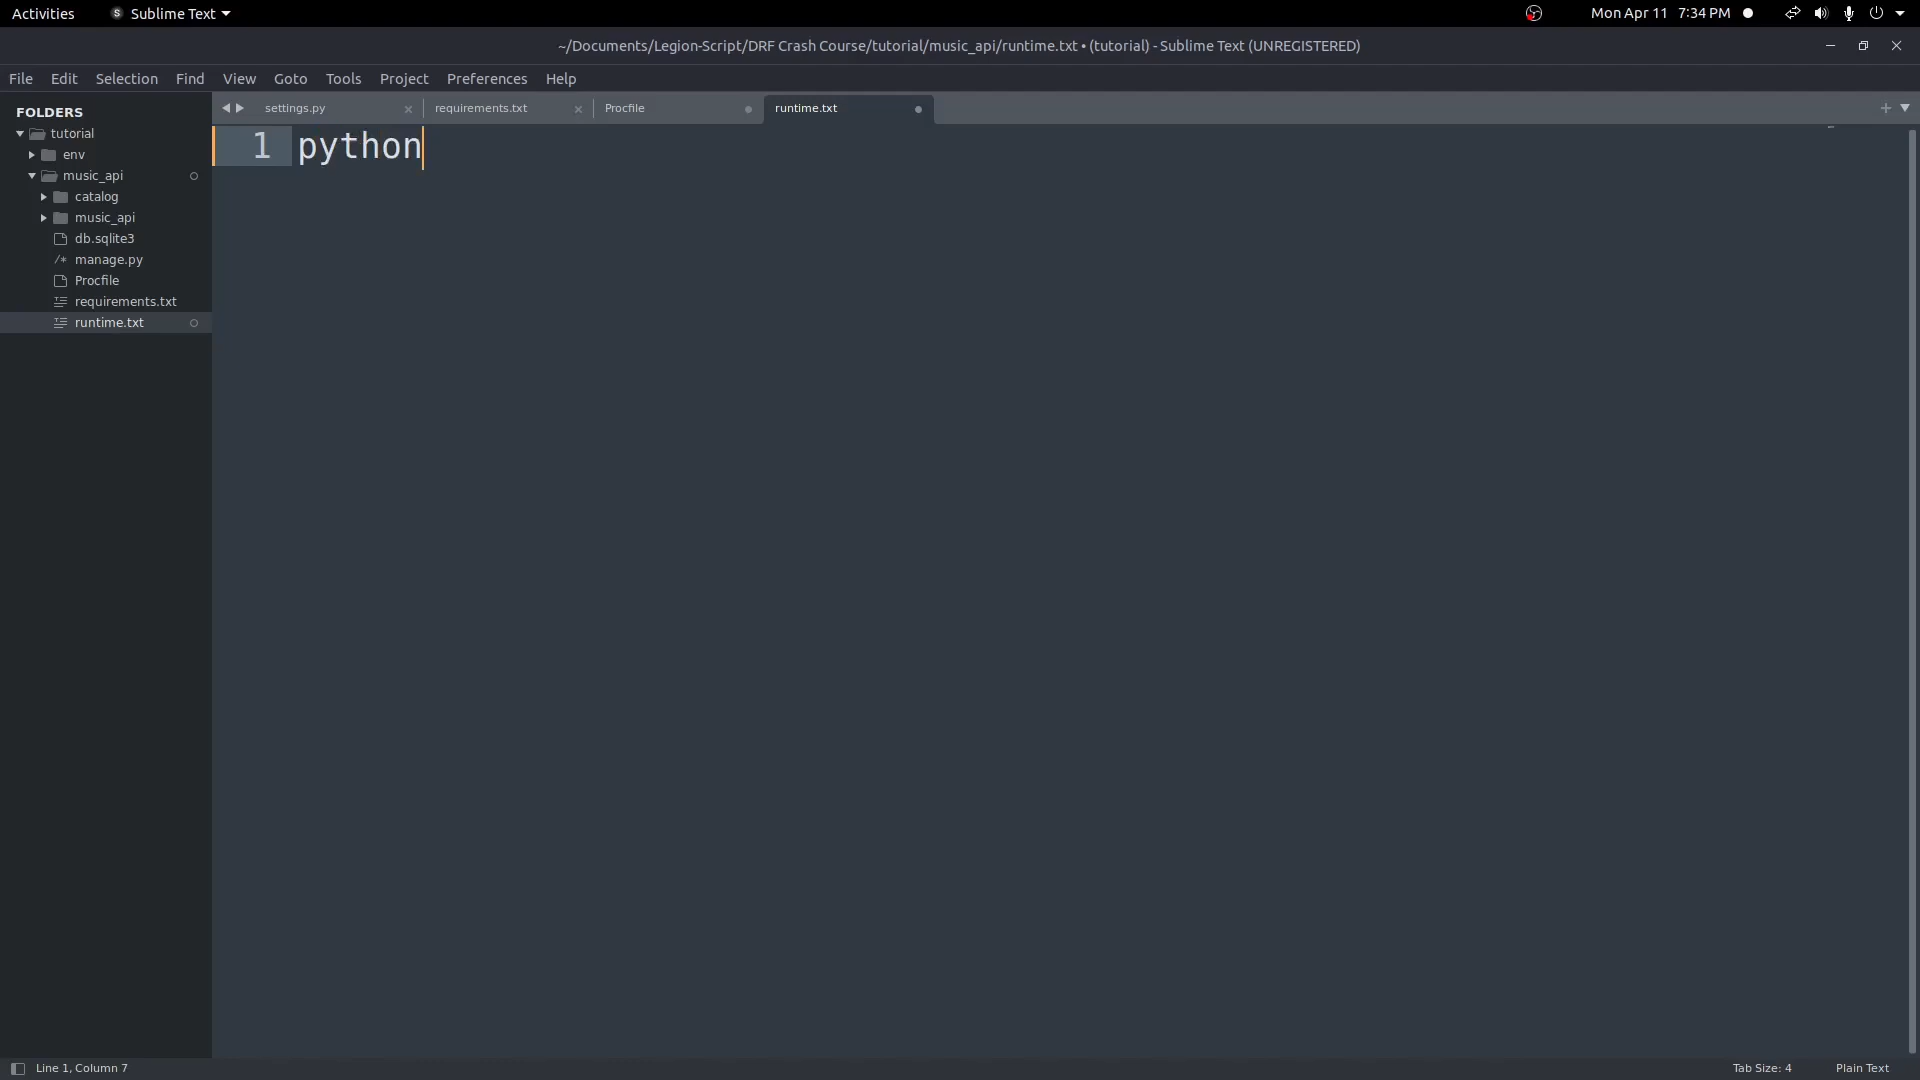 Activities Sublime Text Mon Apr 11 7:34 PM
~/Documents/Legion-Script/DRF Crash Course/tutorial/music_api/runtime.txt • (tutorial) - Sublime Text (UNREGISTERED)
File Edit Selection Find View Goto Tools Project Preferences Help
FOLDERS
tutorial
env
music_api
catalog
music_api
db.sqlite3
manage.py
Procfile
requirements.txt
runtime.txt
settings.py requirements.txt Procfile runtime.txt
1 python
Line 1, Column 7 Tab Size: 4 Plain Text